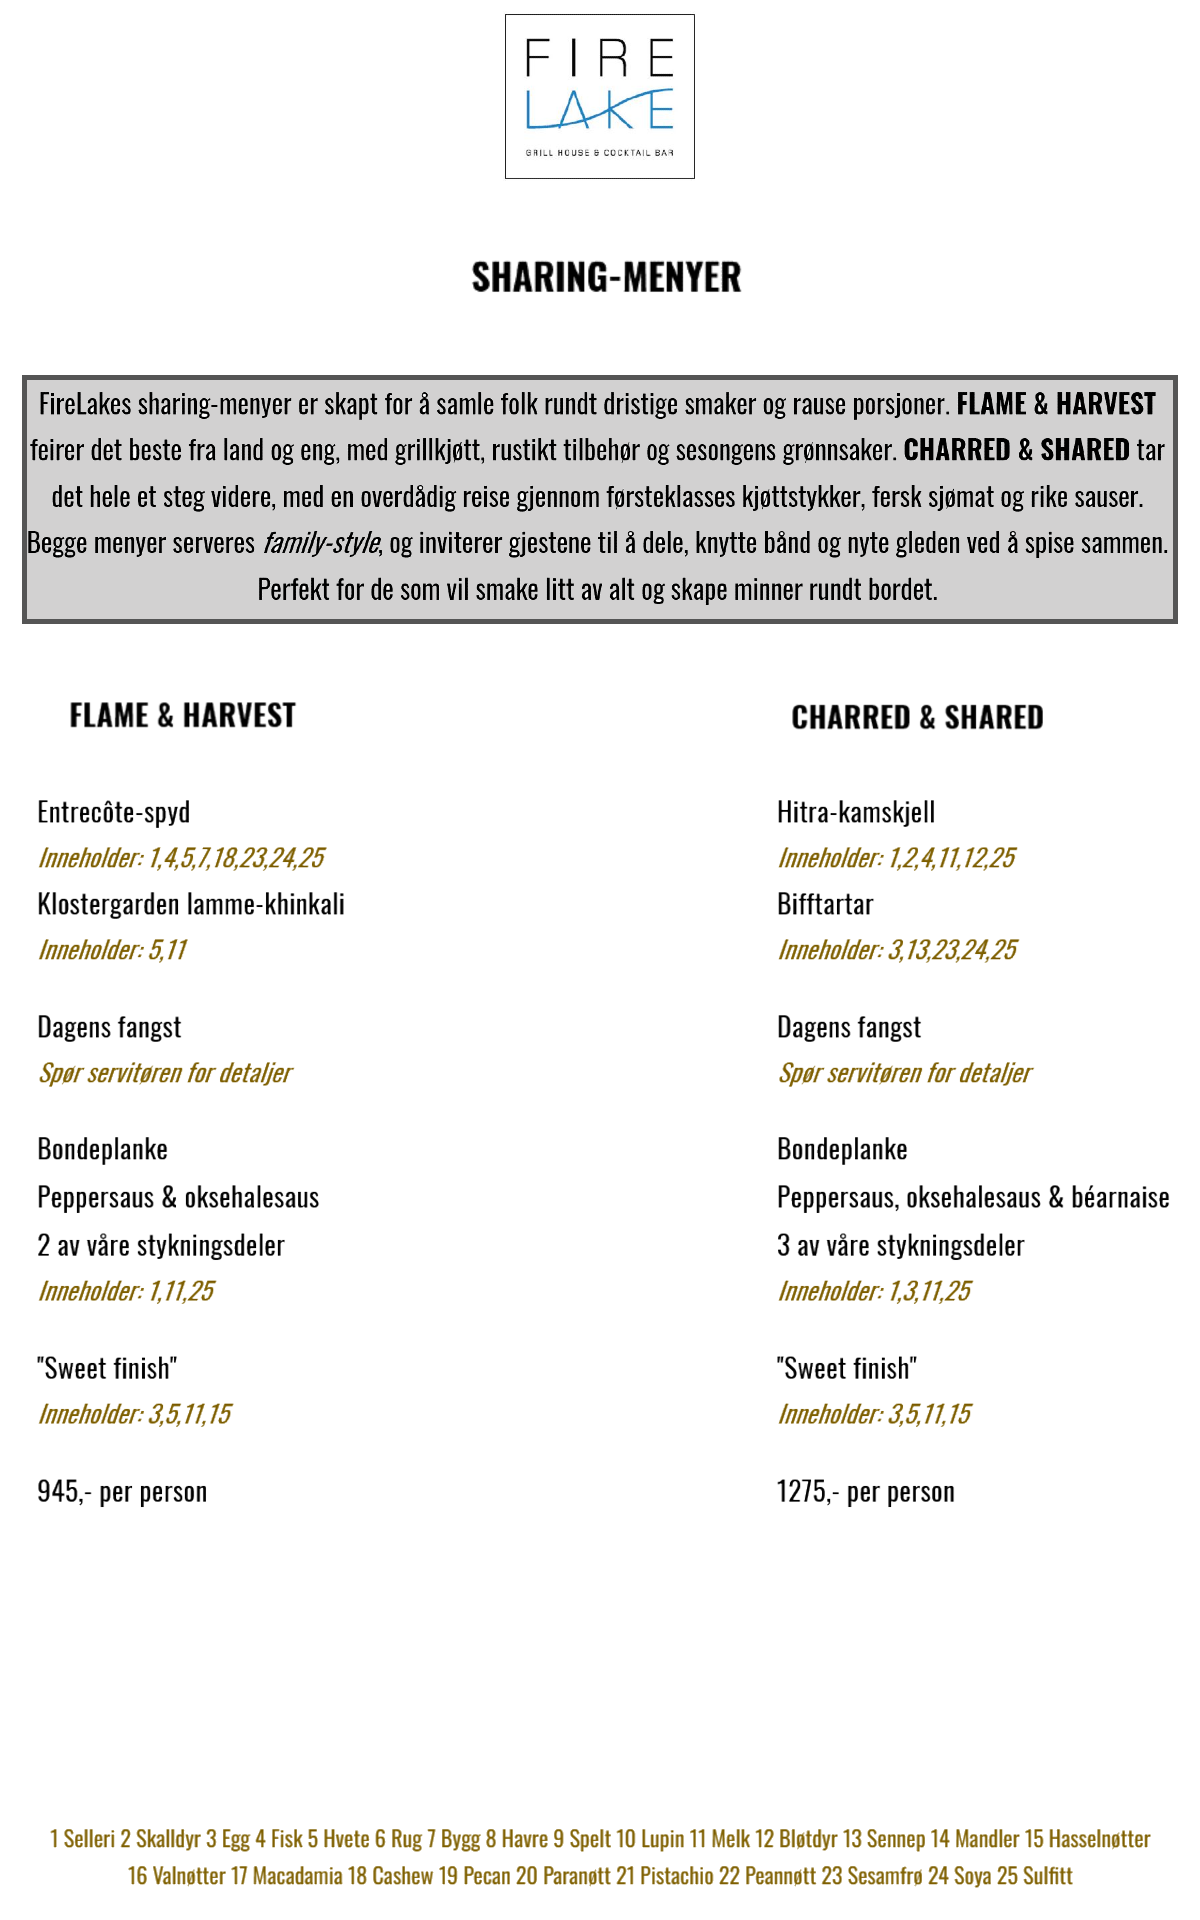 FIRE
LAKE
GRILL HOUSE & COCKTAIL BAR
SHARING-MENYER
FireLakes sharing-menyer er skapt for å samle folk rundt dristige smaker og rause porsjoner. FLAME & HARVEST
feirer det beste fra land og eng, med grillkjøtt, rustikt tilbehør og sesongens grønnsaker. CHARRED & SHARED tar
det hele et steg videre, med en overdådig reise gjennom førsteklasses kjøttstykker, fersk sjømat og rike sauser.
Begge menyer serveres family-style, og inviterer gjestene til å dele, knytte bånd og nyte gleden ved å spise sammen.
Perfekt for de som vil smake litt av alt og skape minner rundt bordet.
FLAME & HARVEST
Entrecôte-spyd
Inneholder: 1,4,5,7,18,23,24,25
Klostergarden lamme-khinkali
Inneholder: 5,11
Dagens fangst
Spør servitøren for detaljer
Bondeplanke
Peppersaus & oksehalesaus
2 av våre stykningsdeler
Inneholder: 1,11,25
"Sweet finish"
Inneholder: 3,5,11,15
945,- per person
CHARRED & SHARED
Hitra-kamskjell
Inneholder: 1,2,4,11,12,25
Bifftartar
Inneholder: 3,13,23,24,25
Dagens fangst
Spør servitøren for detaljer
Bondeplanke
Peppersaus, oksehalesaus & béarnaise
3 av våre stykningsdeler
Inneholder: 1,3,11,25
"Sweet finish"
Inneholder: 3,5,11,15
1275,- per person
1 Selleri 2 Skalldyr 3 Egg 4 Fisk 5 Hvete 6 Rug 7 Bygg 8 Havre 9 Spelt 10 Lupin 11 Melk 12 Bløtdyr 13 Sennep 14 Mandler 15 Hasselnøtter
16 Valnøtter 17 Macadamia 18 Cashew 19 Pecan 20 Paranøtt 21 Pistachio 22 Peannøtt 23 Sesamfrø 24 Soya 25 Sulfitt